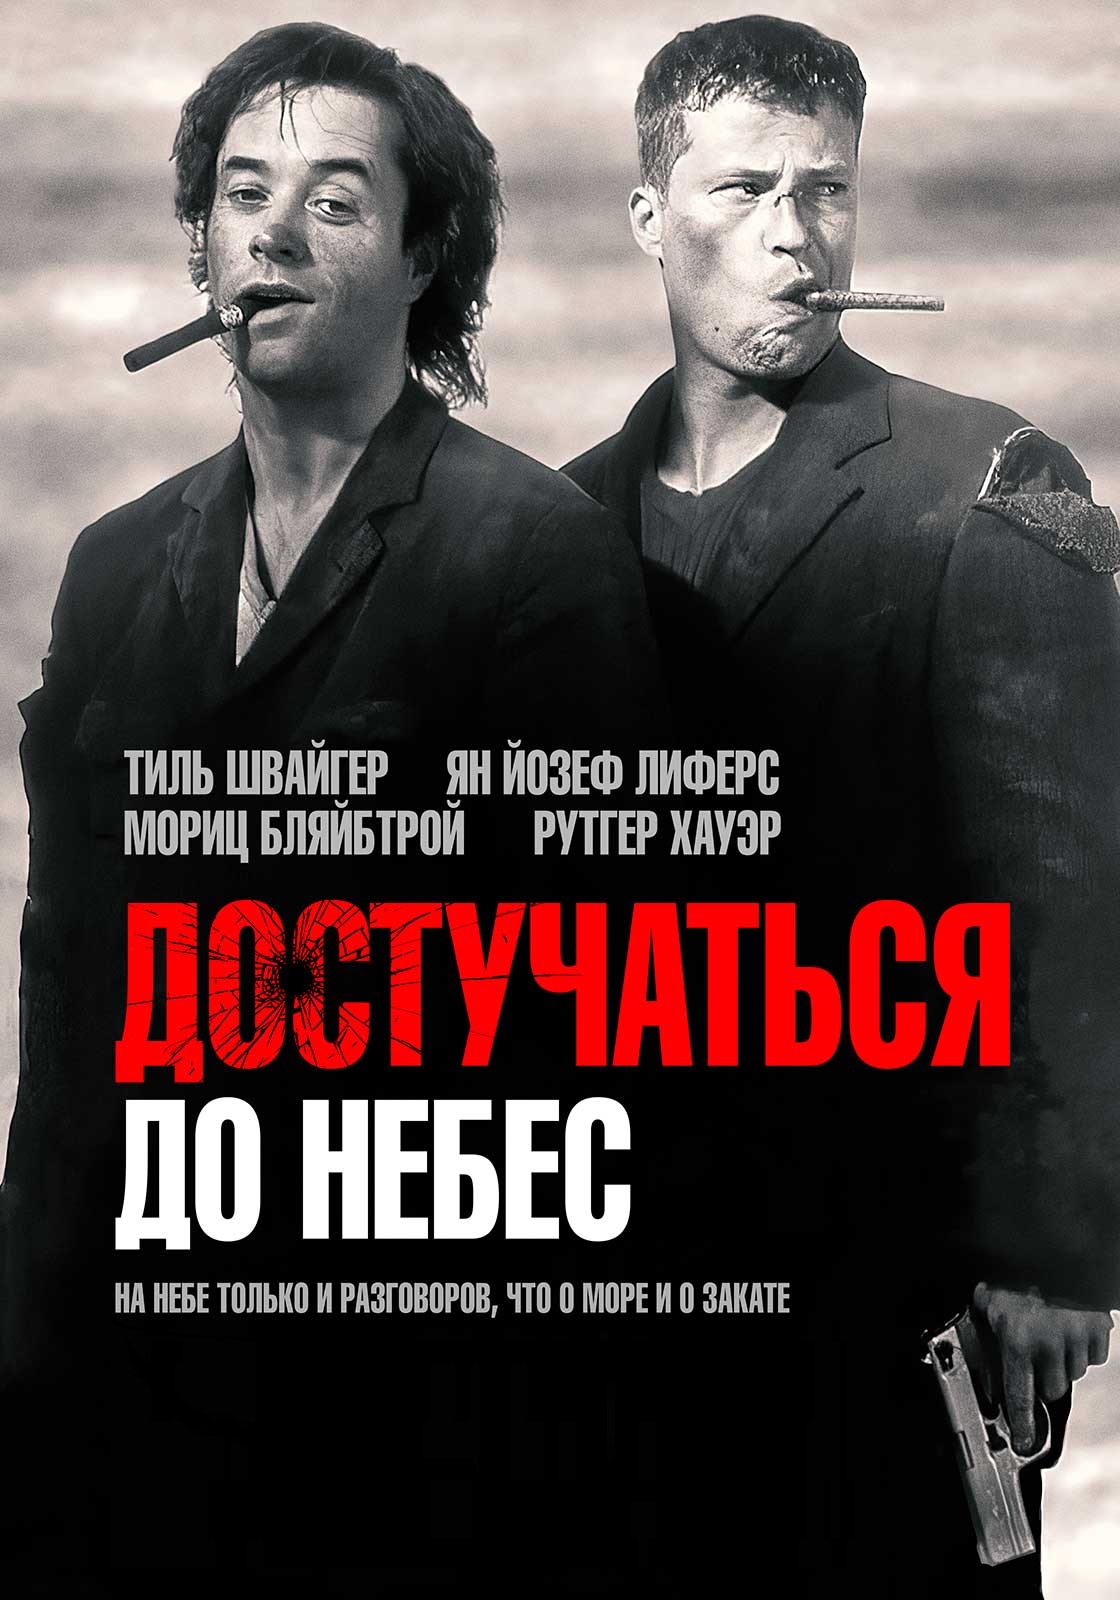 ТИЛЬ ШВАЙГЕР ЯН ЙОЗЕФ ЛИФЕРС
МОРИЦ БЛЯЙБТРОЙ РУТГЕР ХАУЭР
ДОСТУЧАТЬСЯ
ДО НЕБЕС
НА НЕБЕ ТОЛЬКО И РАЗГОВОРОВ, ЧТО О МОРЕ И О ЗАКАТЕ